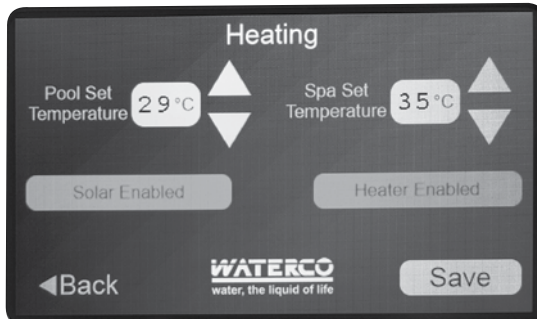 Heating
Pool Set
Temperature
29°C
Spa Set
Temperature
35°C
Solar Enabled
Heater Enabled
Back
WATERCO
water, the liquid of life
Save